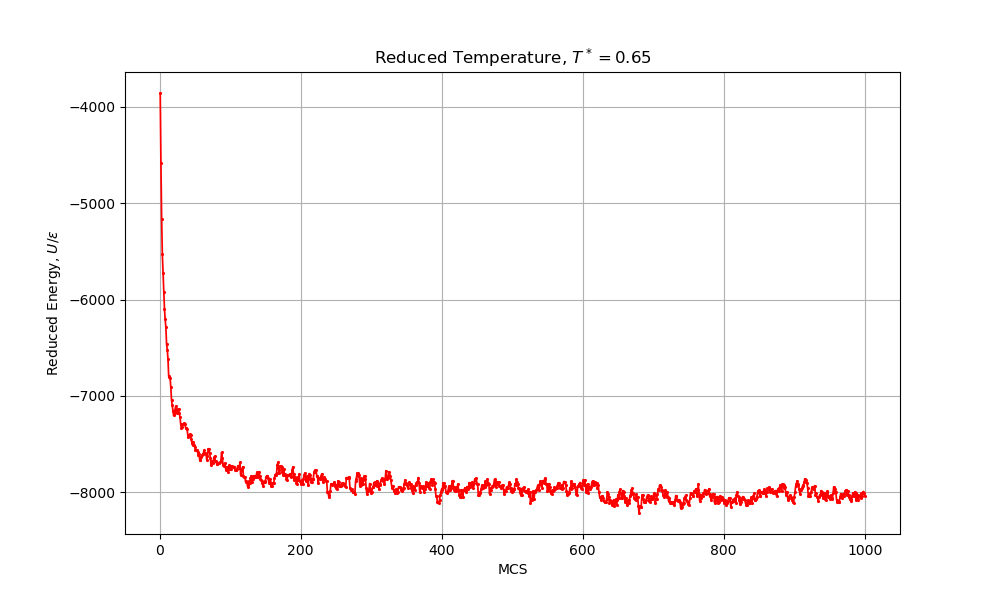 Reduced Temperature, $T^* = 0.65$
Reduced Energy, $U/\varepsilon$
−4000
−5000
−6000
−7000
−8000
0 200 400 600 800 1000
MCS